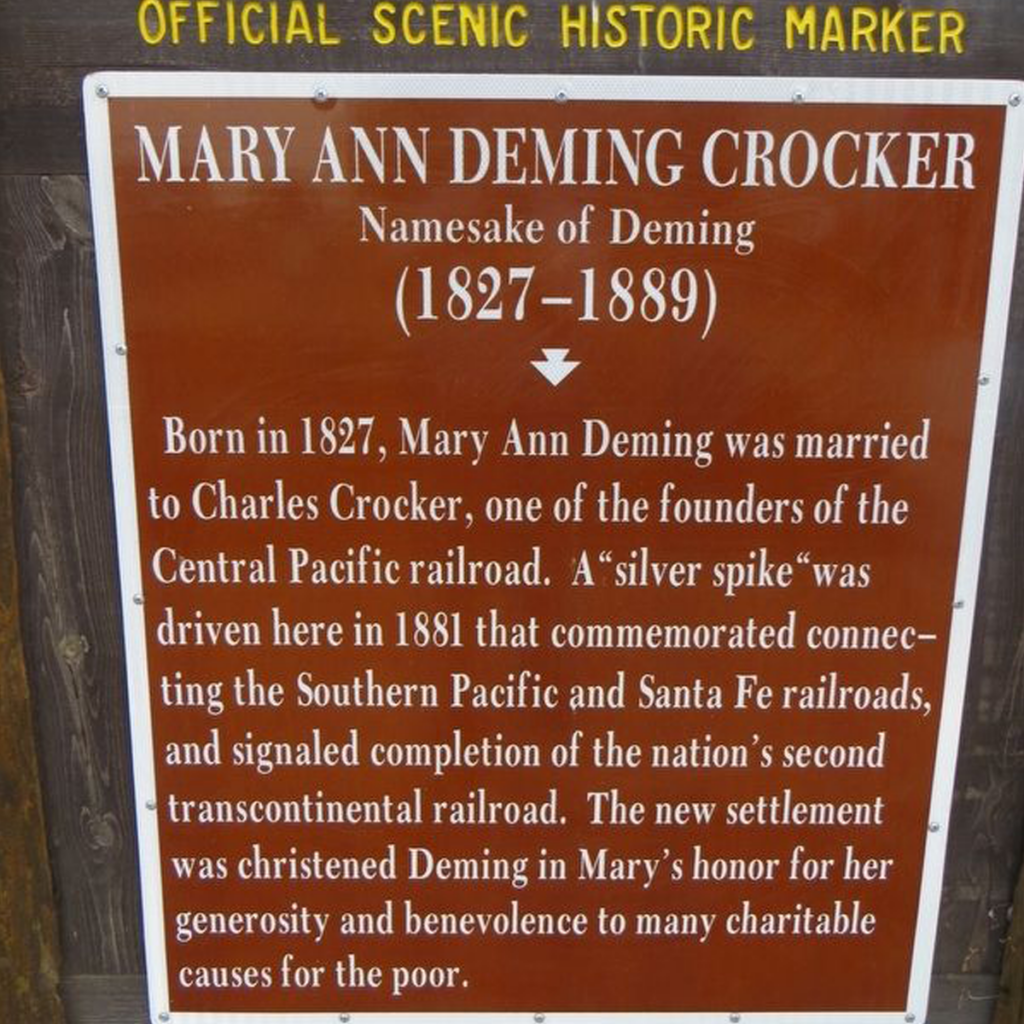 OFFICIAL SCENIC HISTORIC MARKER
MARY ANN DEMING CROCKER
Namesake of Deming
(1827–1889)
Born in 1827, Mary Ann Deming was married
to Charles Crocker, one of the founders of the
Central Pacific railroad. A“silver spike“was
driven here in 1881 that commemorated connec–
ting the Southern Pacific and Santa Fe railroads,
and signaled completion of the nation's second
transcontinental railroad. The new settlement
was christened Deming in Mary's honor for her
generosity and benevolence to many charitable
causes for the poor.